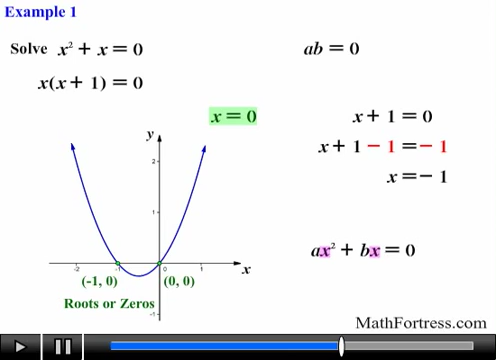 Example 1
Solve x² + x = 0
ab = 0
x(x + 1) = 0
x = 0
x + 1 = 0
x + 1 − 1 = − 1
x = − 1
y
2
1
-2
-1
0
1
x
(-1, 0)
(0, 0)
ax² + bx = 0
Roots or Zeros
-1
MathFortress.com